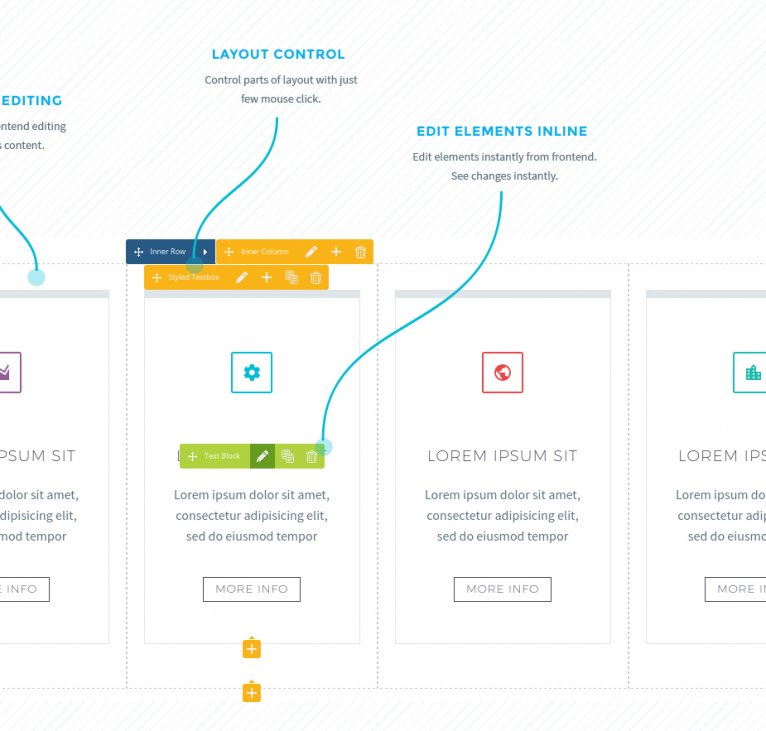 LAYOUT CONTROL
Control parts of layout with just
few mouse click.
EDITING
ntend editing
s content.
EDIT ELEMENTS INLINE
Edit elements instantly from frontend.
See changes instantly.
Inner Row
Inner Column
Styled Textbox
PSUM SIT
dolor sit amet,
dipisicing elit,
mod tempor
E INFO
L
Text Block
Lorem ipsum dolor sit amet,
consectetur adipisicing elit,
sed do eiusmod tempor
MORE INFO
LOREM IPSUM SIT
Lorem ipsum dolor sit amet,
consectetur adipisicing elit,
sed do eiusmod tempor
MORE INFO
LOREM IPS
Lorem ipsum do
consectetur adipi
sed do eiusmo
MORE IN